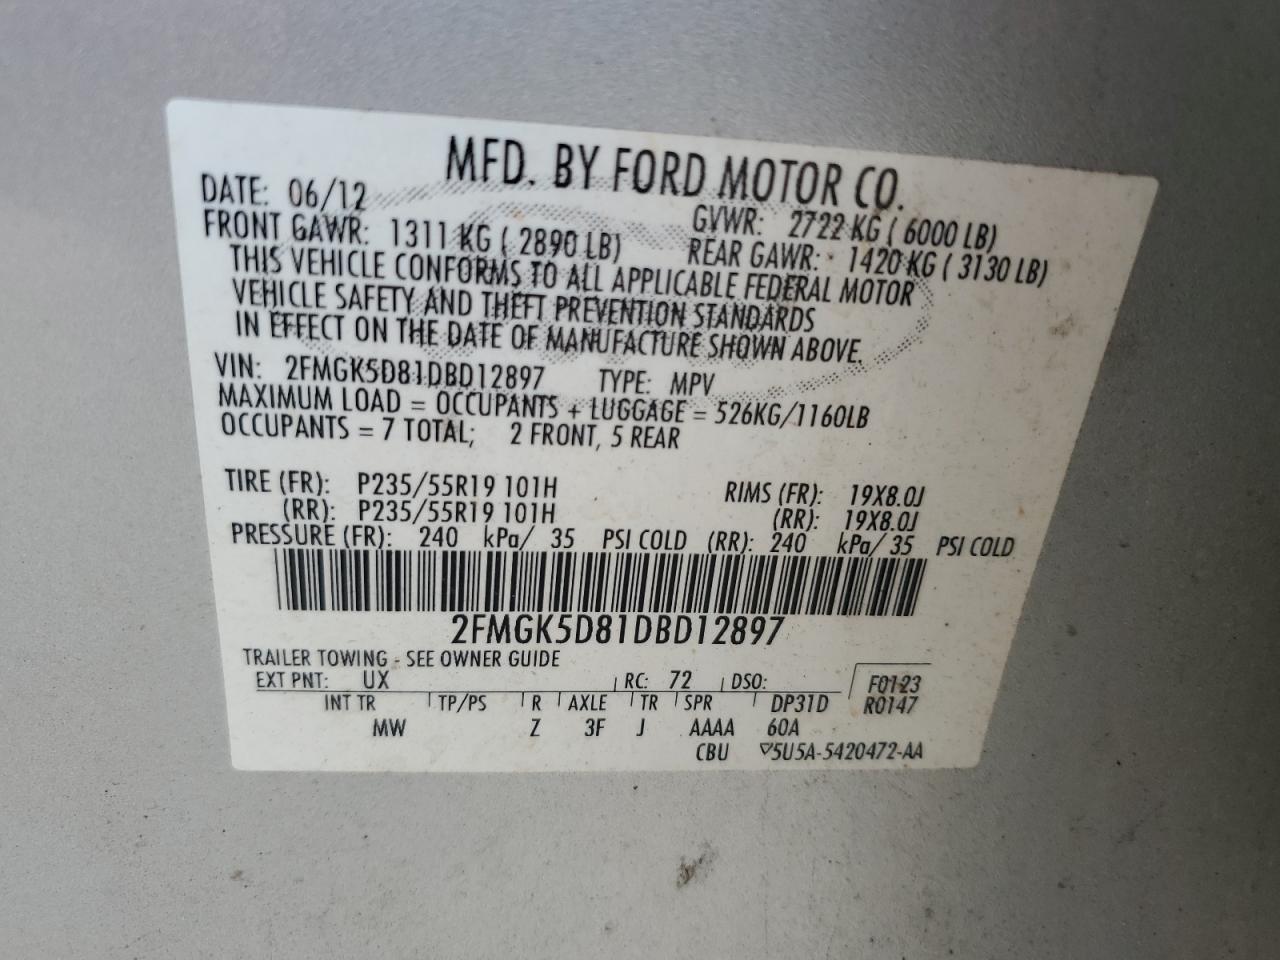 MFD. BY FORD MOTOR CO.
DATE: 06/12 GVWR: 2722 KG ( 6000 LB)
FRONT GAWR: 1311 KG ( 2890 LB) REAR GAWR: 1420 KG ( 3130 LB)
THIS VEHICLE CONFORMS TO ALL APPLICABLE FEDERAL MOTOR
VEHICLE SAFETY AND THEFT PREVENTION STANDARDS
IN EFFECT ON THE DATE OF MANUFACTURE SHOWN ABOVE.
VIN: 2FMGK5D81DBD12897 TYPE: MPV
MAXIMUM LOAD = OCCUPANTS + LUGGAGE = 526KG/1160LB
OCCUPANTS = 7 TOTAL; 2 FRONT, 5 REAR
TIRE (FR): P235/55R19 101H RIMS (FR): 19X8.0J
(RR): P235/55R19 101H (RR): 19X8.0J
PRESSURE (FR): 240 kPa/ 35 PSI COLD (RR): 240 kPa/ 35 PSI COLD
2FMGK5D81DBD12897
TRAILER TOWING - SEE OWNER GUIDE
EXT PNT: UX RC: 72 DSO: F0123
INT TR TP/PS R AXLE TR SPR DP31D R0147
MW Z 3F J AAAA 60A
CBU ▽5U5A-5420472-AA